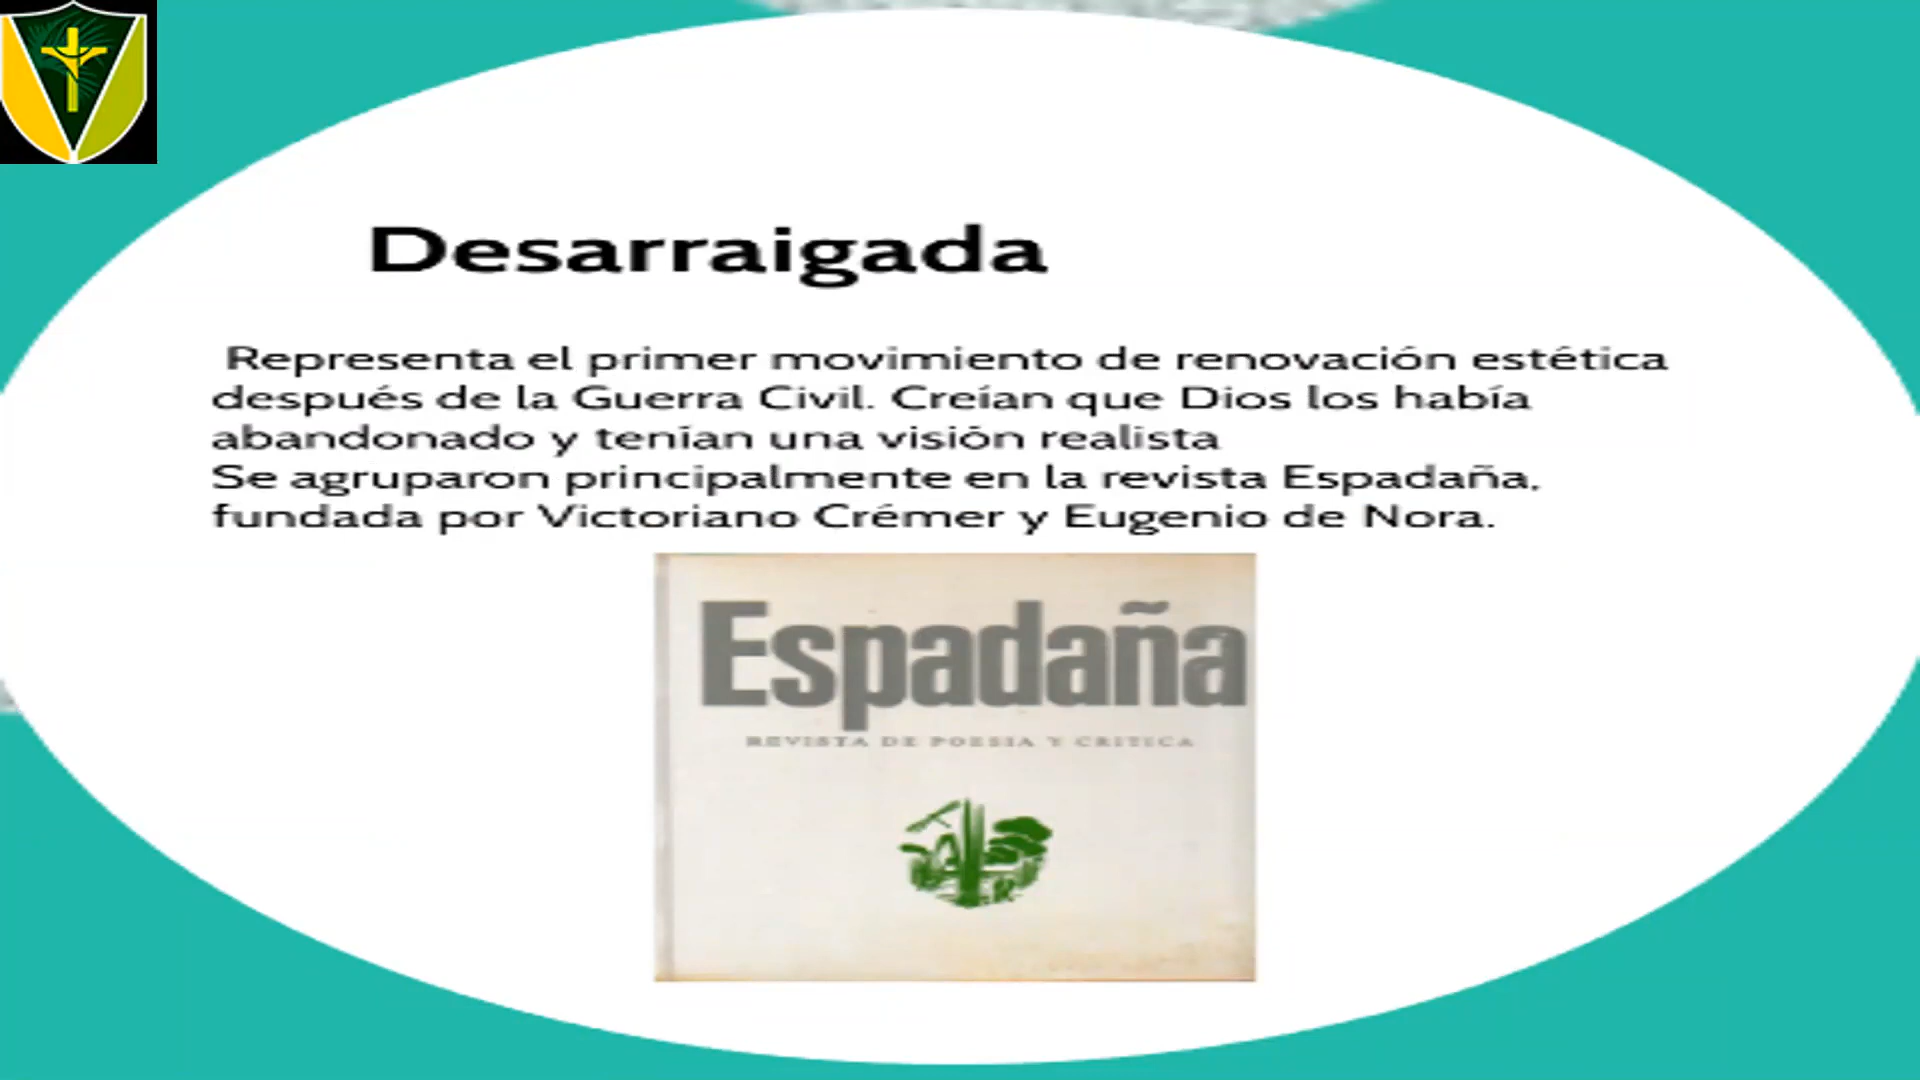 Desarraigada
Representa el primer movimiento de renovación estética
después de la Guerra Civil. Creían que Dios los había
abandonado y tenían una visión realista
Se agruparon principalmente en la revista Espadaña,
fundada por Victoriano Crémer y Eugenio de Nora.
Espadaña
REVISTA DE POESIA Y CRITICA